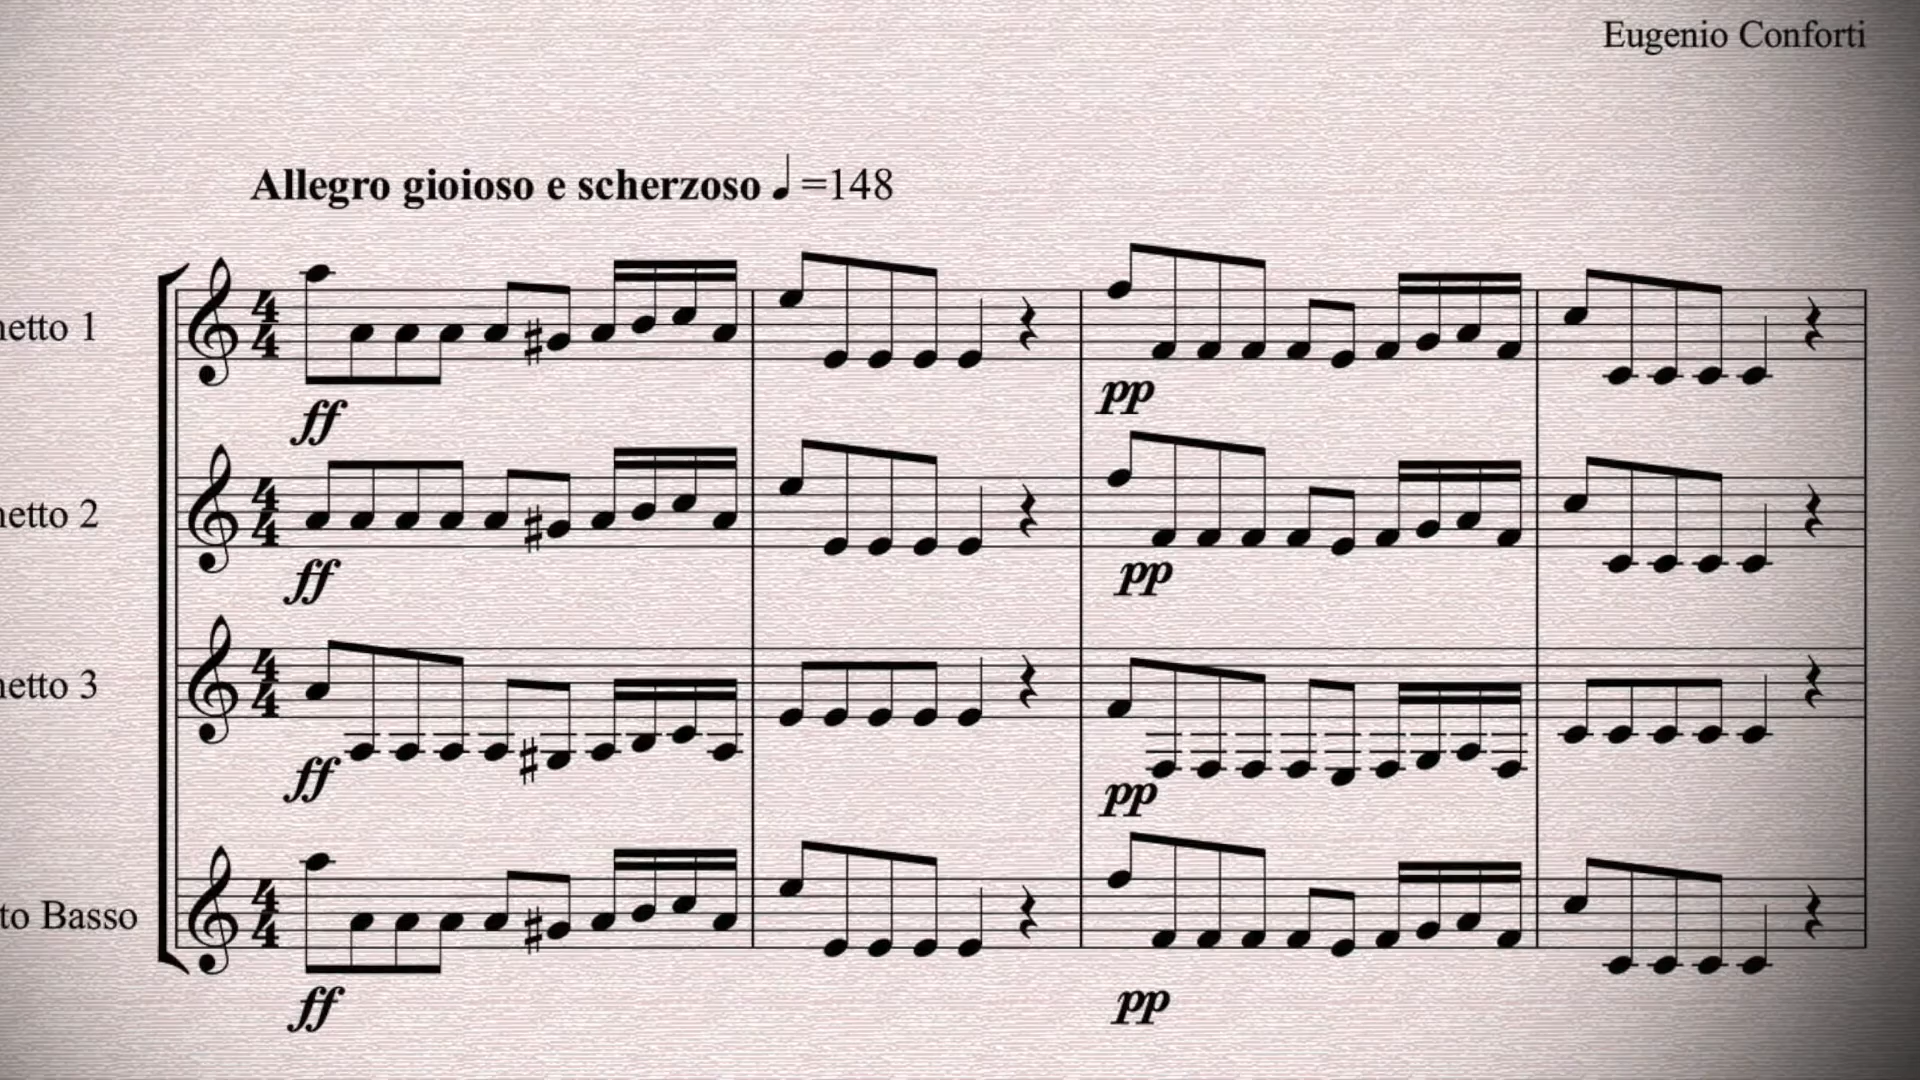 Eugenio Conforti
Allegro gioioso e scherzoso ♩=148
netto 1
ff
pp
netto 2
ff
pp
netto 3
ff
pp
to Basso
ff
pp